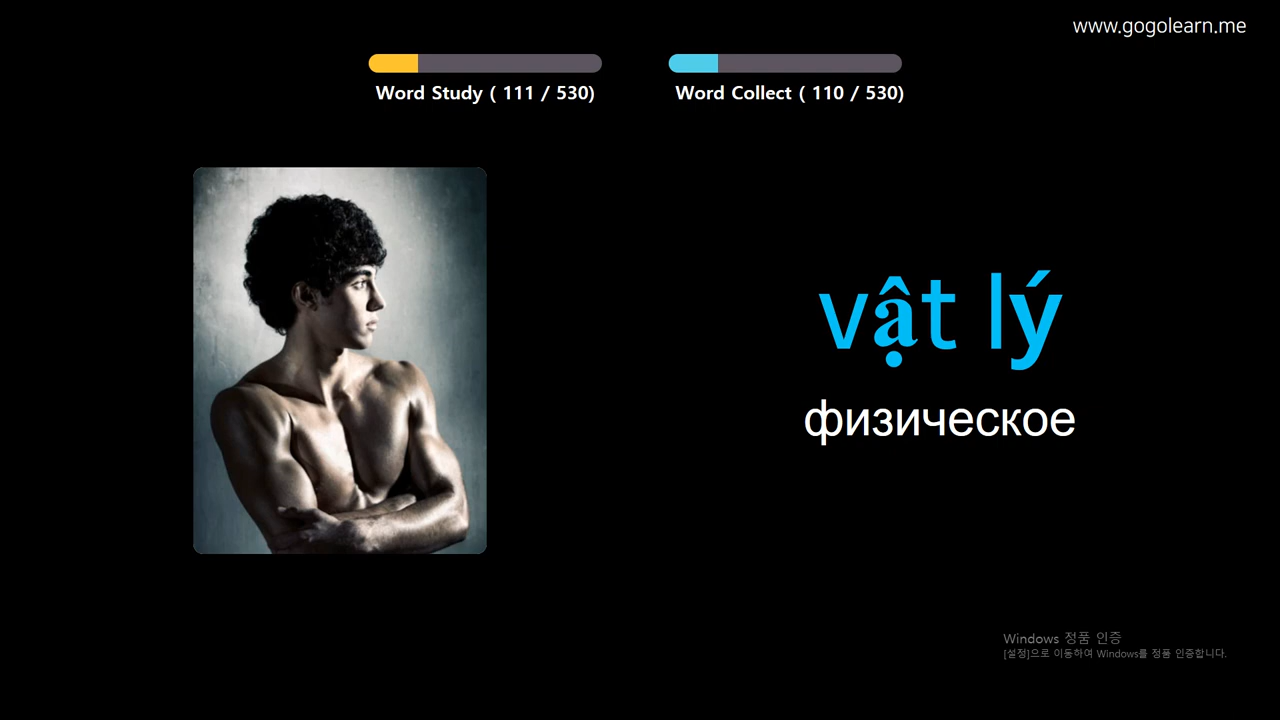 www.gogolearn.me
Word Study ( 111 / 530)
Word Collect ( 110 / 530)
vật lý
физическое
Windows 정품 인증
[설정]으로 이동하여 Windows를 정품 인증합니다.